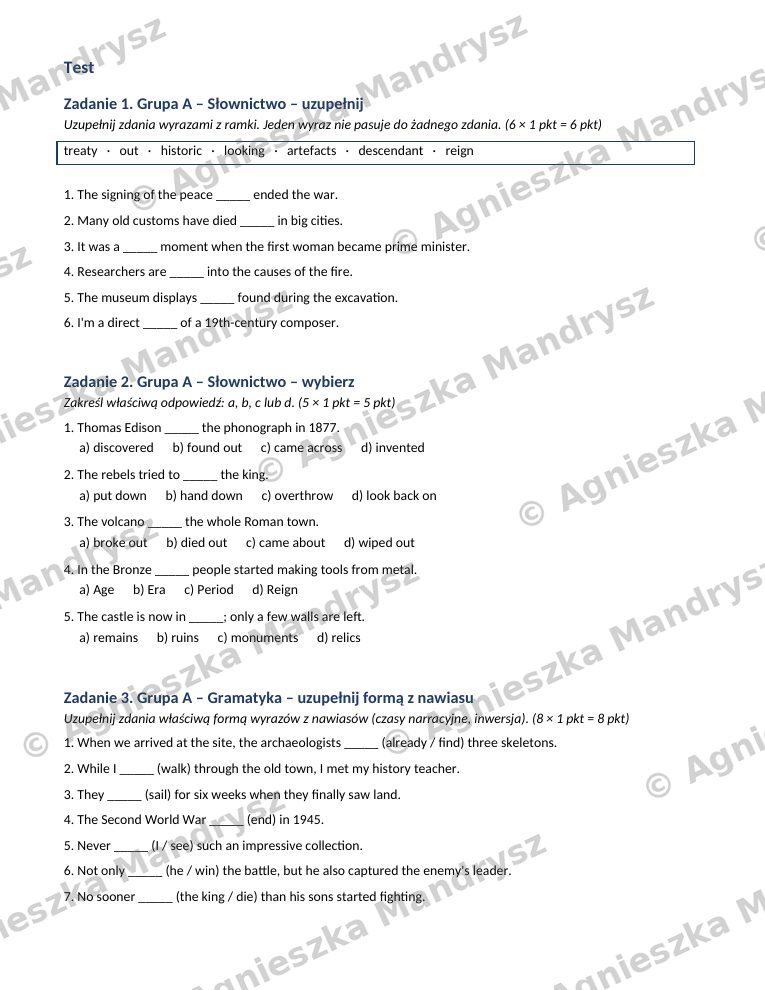 Test
Zadanie 1. Grupa A – Słownictwo – uzupełnij
Uzupełnij zdania wyrazami z ramki. Jeden wyraz nie pasuje do żadnego zdania. (6 × 1 pkt = 6 pkt)
treaty · out · historic · looking · artefacts · descendant · reign
1. The signing of the peace _____ ended the war.
2. Many old customs have died _____ in big cities.
3. It was a _____ moment when the first woman became prime minister.
4. Researchers are _____ into the causes of the fire.
5. The museum displays _____ found during the excavation.
6. I'm a direct _____ of a 19th-century composer.
Zadanie 2. Grupa A – Słownictwo – wybierz
Zakreśl właściwą odpowiedź: a, b, c lub d. (5 × 1 pkt = 5 pkt)
1. Thomas Edison _____ the phonograph in 1877.
a) discovered b) found out c) came across d) invented
2. The rebels tried to _____ the king.
a) put down b) hand down c) overthrow d) look back on
3. The volcano _____ the whole Roman town.
a) broke out b) died out c) came about d) wiped out
4. In the Bronze _____ people started making tools from metal.
a) Age b) Era c) Period d) Reign
5. The castle is now in _____; only a few walls are left.
a) remains b) ruins c) monuments d) relics
Zadanie 3. Grupa A – Gramatyka – uzupełnij formą z nawiasu
Uzupełnij zdania właściwą formą wyrazów z nawiasów (czasy narracyjne, inwersja). (8 × 1 pkt = 8 pkt)
1. When we arrived at the site, the archaeologists _____ (already / find) three skeletons.
2. While I _____ (walk) through the old town, I met my history teacher.
3. They _____ (sail) for six weeks when they finally saw land.
4. The Second World War _____ (end) in 1945.
5. Never _____ (I / see) such an impressive collection.
6. Not only _____ (he / win) the battle, but he also captured the enemy's leader.
7. No sooner _____ (the king / die) than his sons started fighting.
© Agnieszka Mandrysz